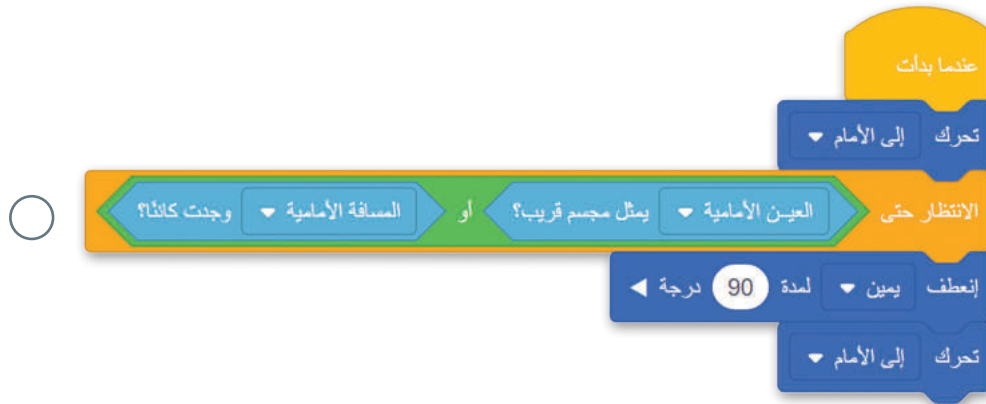 عندما بدأت
تحرك إلى الأمام
الانتظار حتى العين الأمامية يمثل مجسم قريب؟ أو المسافة الأمامية وجدت كائنًا؟
إنعطف يمين لمدة 90 درجة
تحرك إلى الأمام